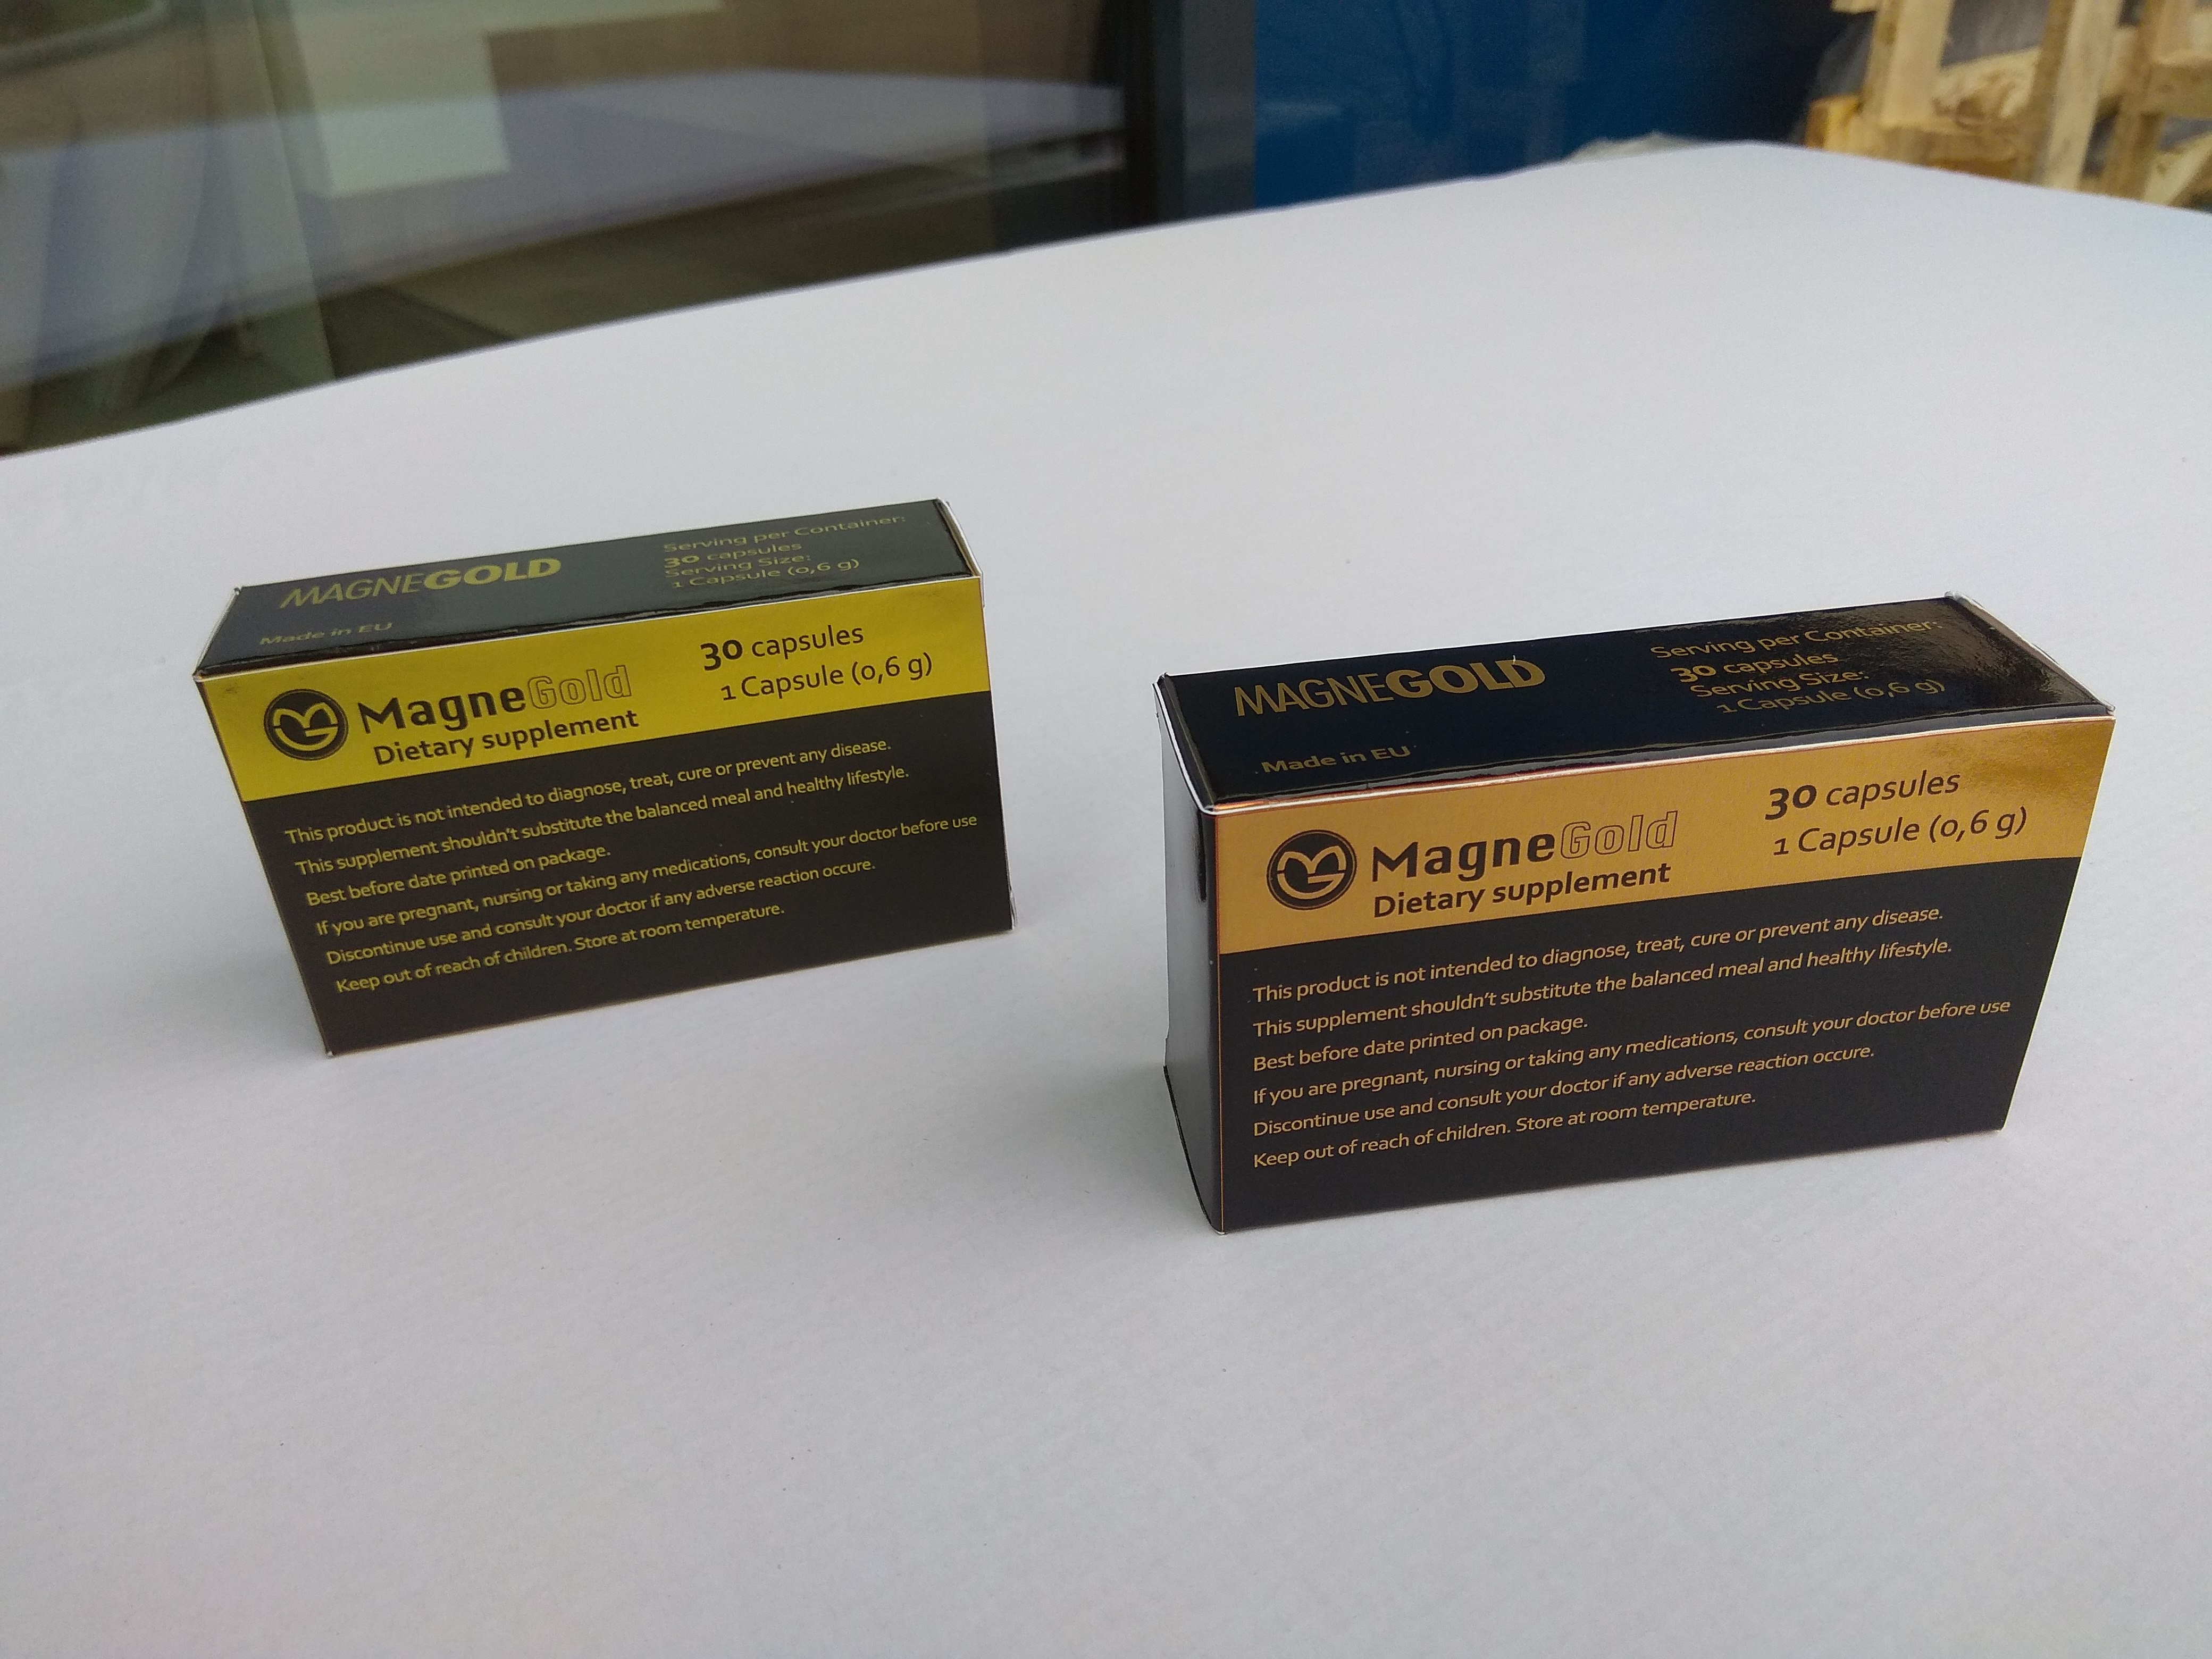 MAGNEGOLD
Serving per Container:
30 capsules
Serving Size:
1 Capsule (0,6 g)
Made in EU
MagneGold
Dietary supplement
30 capsules
1 Capsule (0,6 g)
This product is not intended to diagnose, treat, cure or prevent any disease.
This supplement shouldn't substitute the balanced meal and healthy lifestyle.
Best before date printed on package.
If you are pregnant, nursing or taking any medications, consult your doctor before use
Discontinue use and consult your doctor if any adverse reaction occure.
Keep out of reach of children. Store at room temperature.
MAGNEGOLD
Serving per Container:
30 capsules
Serving Size:
1 Capsule (0,6 g)
Made in EU
MagneGold
Dietary supplement
30 capsules
1 Capsule (0,6 g)
This product is not intended to diagnose, treat, cure or prevent any disease.
This supplement shouldn't substitute the balanced meal and healthy lifestyle.
Best before date printed on package.
If you are pregnant, nursing or taking any medications, consult your doctor before use
Discontinue use and consult your doctor if any adverse reaction occure.
Keep out of reach of children. Store at room temperature.